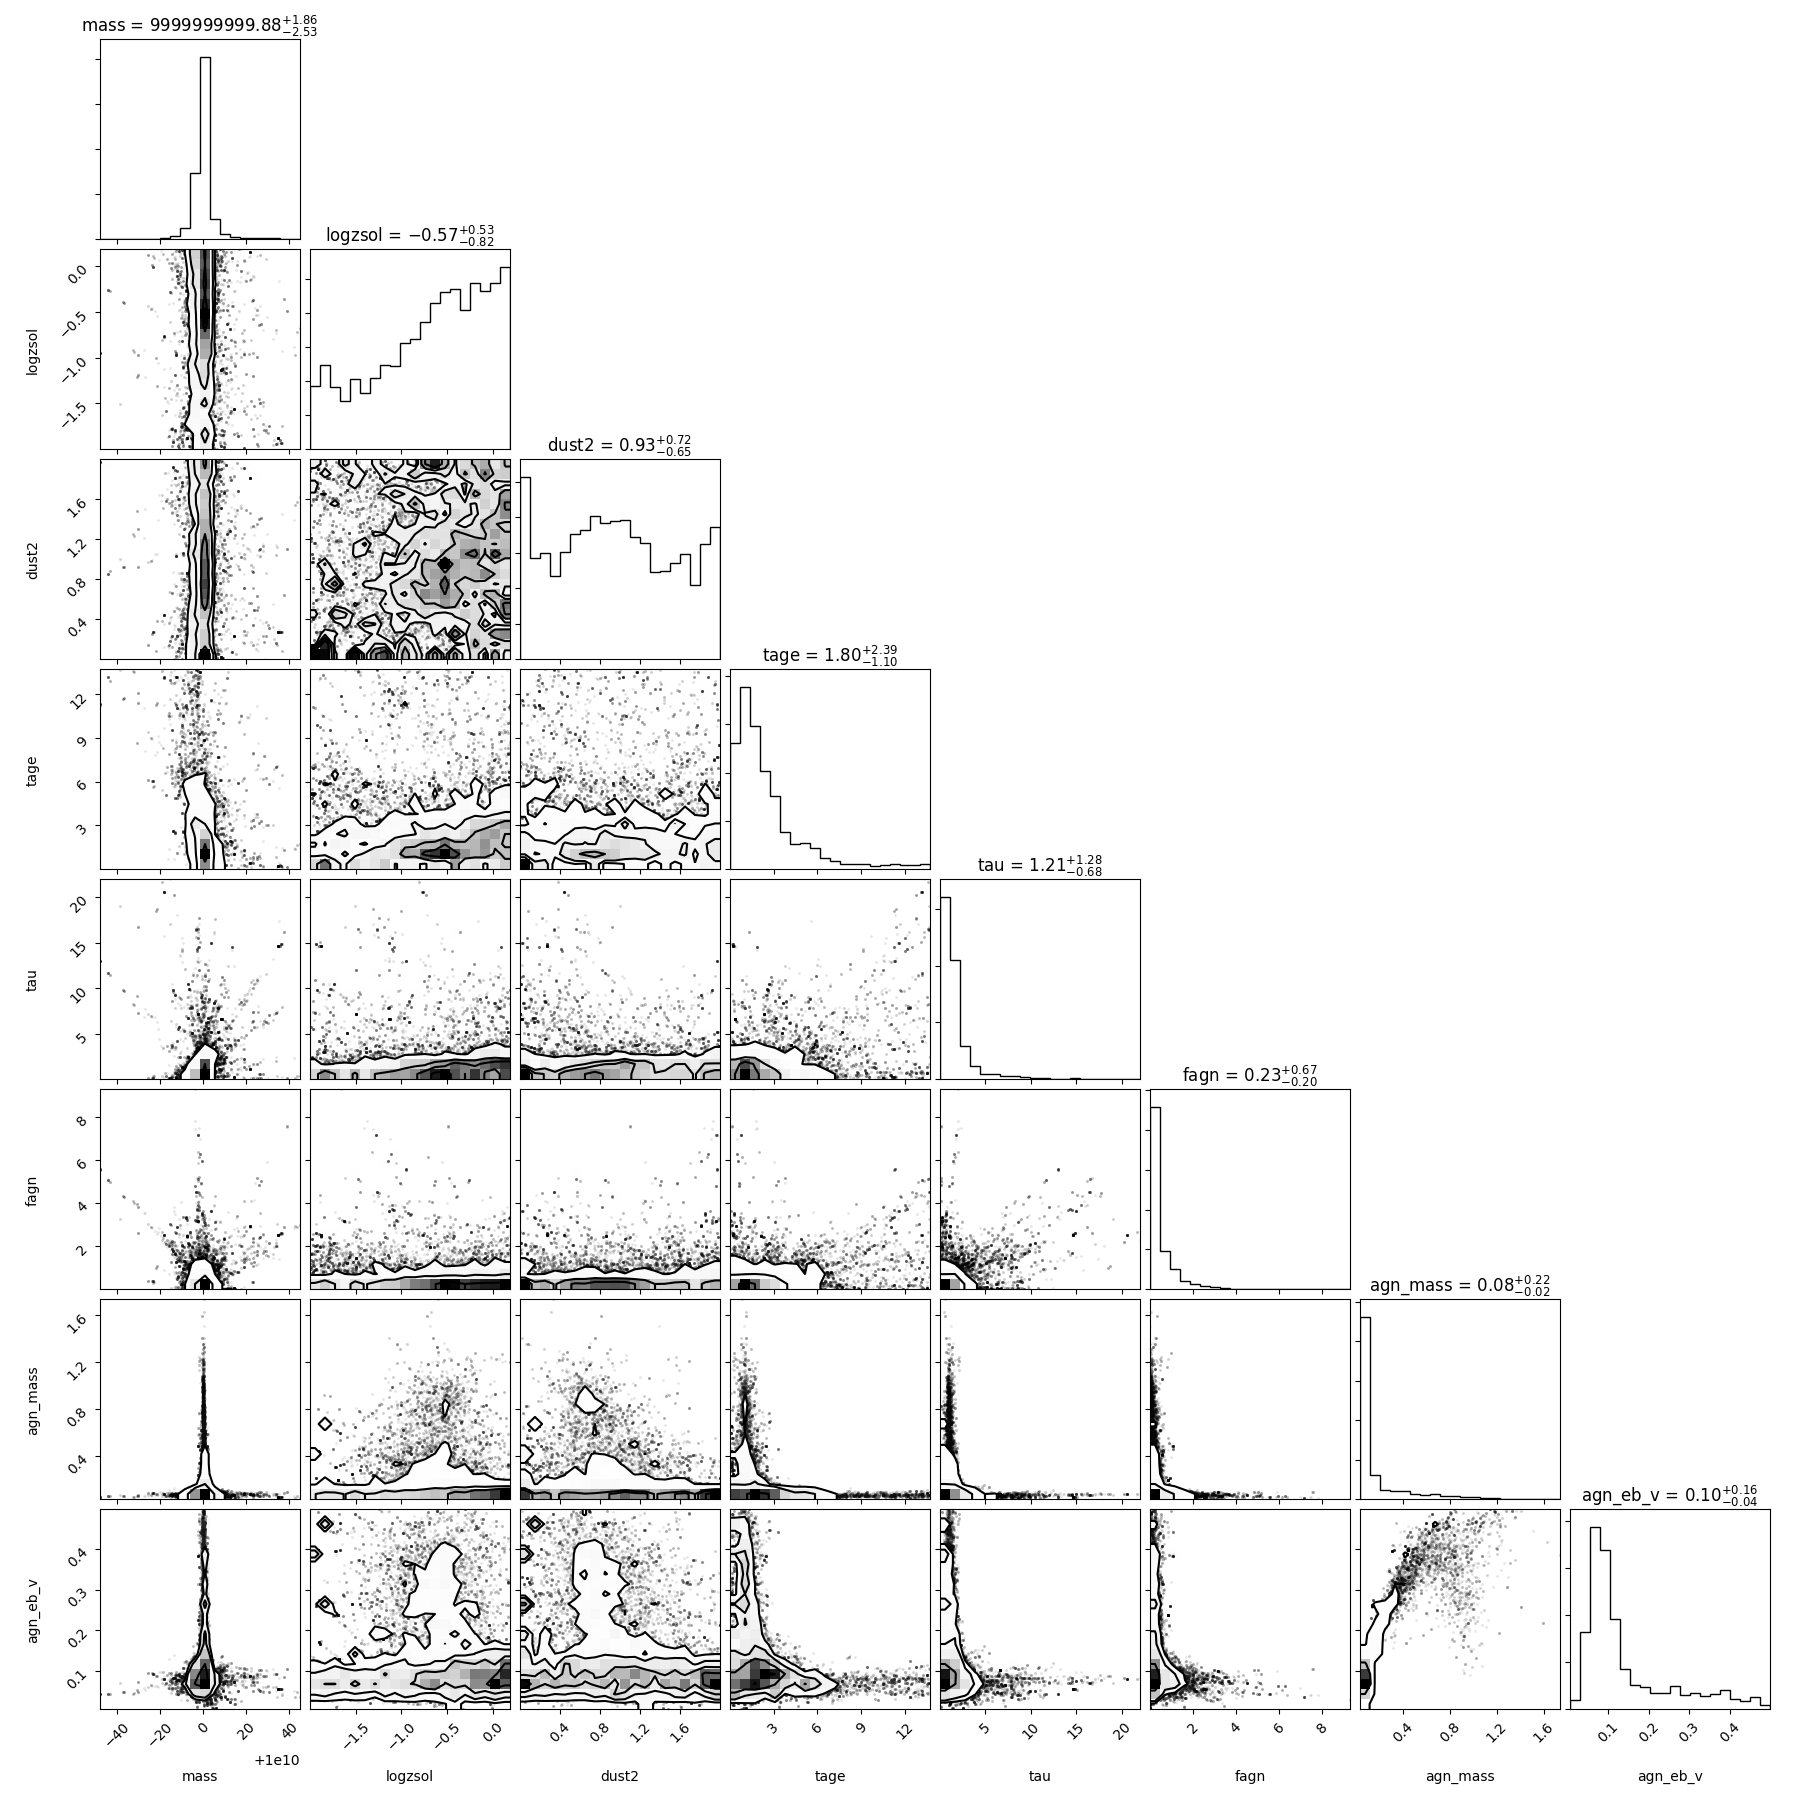 mass = 9999999999.88 +1.86 −2.53
logzsol = −0.57 +0.53 −0.82
logzsol
0.0
−0.5
−1.0
−1.5
dust2 = 0.93 +0.72 −0.65
dust2
1.6
1.2
0.8
0.4
tage = 1.80 +2.39 −1.10
tage
12
9
6
3
tau = 1.21 +1.28 −0.68
tau
20
15
10
5
fagn = 0.23 +0.67 −0.20
fagn
8
6
4
2
agn_mass = 0.08 +0.22 −0.02
agn_mass
1.6
1.2
0.8
0.4
agn_eb_v = 0.10 +0.16 −0.04
agn_eb_v
0.4
0.3
0.2
0.1
−40 −20 0 20 40
+1e10
mass
−1.5 −1.0 −0.5 0.0
logzsol
0.4 0.8 1.2 1.6
dust2
3 6 9 12
tage
5 10 15 20
tau
2 4 6 8
fagn
0.4 0.8 1.2 1.6
agn_mass
0.1 0.2 0.3 0.4
agn_eb_v